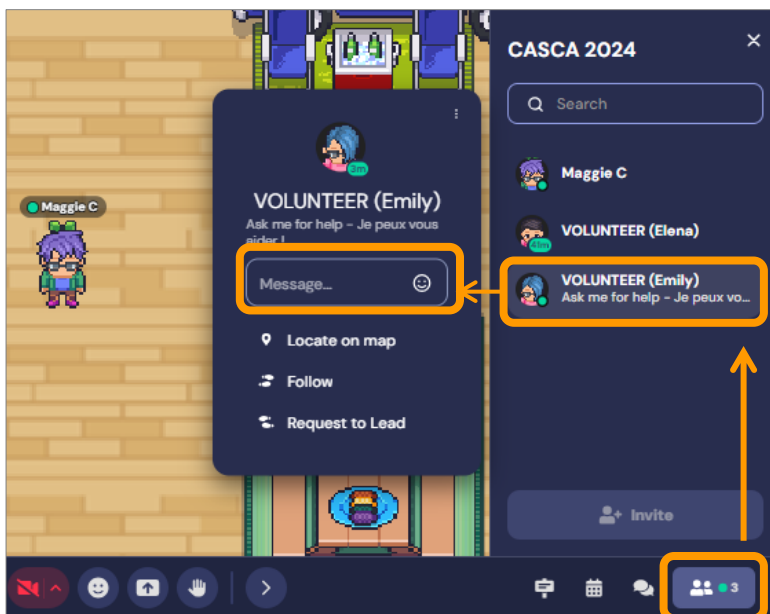 CASCA 2024
Search
Maggie C
VOLUNTEER (Elena)
41m
VOLUNTEER (Emily)
Ask me for help - Je peux vo...
Invite
3m
VOLUNTEER (Emily)
Ask me for help - Je peux vous
aider !
Message...
Locate on map
Follow
Request to Lead
Maggie C
3